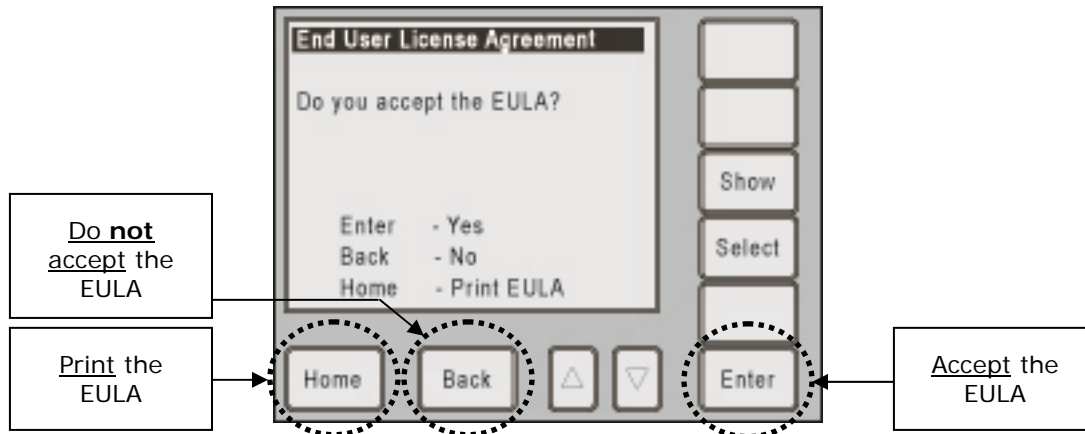 End User License Agreement
Do you accept the EULA?
Enter - Yes
Back - No
Home - Print EULA
Show
Select
Home
Back
Enter
Do not
accept the
EULA
Print the
EULA
Accept the
EULA